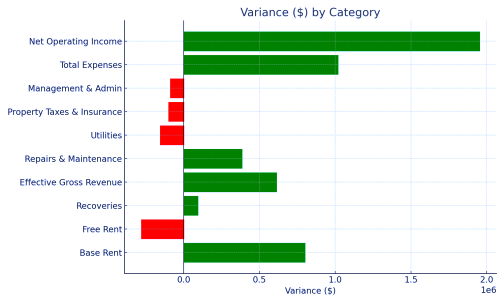 Variance ($) by Category
Net Operating Income
Total Expenses
Management & Admin
Property Taxes & Insurance
Utilities
Repairs & Maintenance
Effective Gross Revenue
Recoveries
Free Rent
Base Rent
0.0 0.5 1.0 1.5 2.0
1e6
Variance ($)